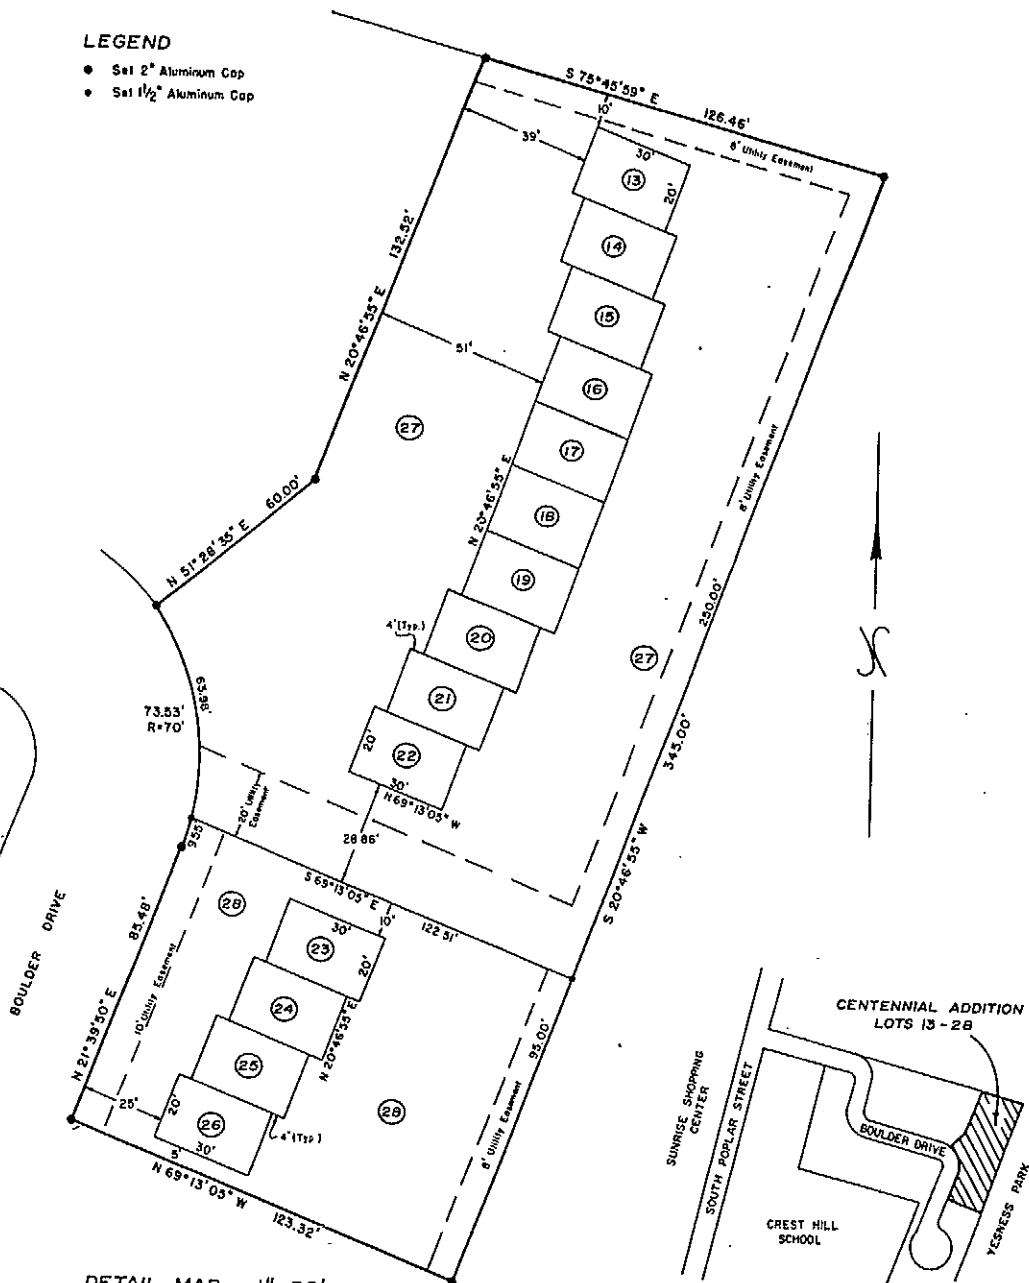 LEGEND
Set 2" Aluminum Cap
Set 1 1/2" Aluminum Cap
S 75°45'59" E
126.46'
10'
8' Utility Easement
39'
30'
13
20'
14
132.52'
N 20°46'55" E
15
51'
16
27
17
8' Utility Easement
N 20°46'55" E
18
60.00'
N 51°28'35" E
19
250.00'
4' (Typ.)
20
27
63.98'
21
73.53'
R=70'
20'
22
345.00'
30'
N 69°13'05" W
20' Utility
Easement
28.86'
9.55
S 69°13'05" E
S 20°46'55" W
28
10'
122.51'
30'
23
20'
BOULDER DRIVE
85.48'
10' Utility Easement
24
N 20°46'55" E
95.00'
25
N 21°39'50" E
25'
20'
26
28
4' (Typ.)
30'
5'
8' Utility Easement
N 69°13'05" W
123.32'
CENTENNIAL ADDITION
LOTS 13-28
SUNRISE SHOPPING
CENTER
SOUTH POPLAR STREET
BOULDER DRIVE
YESNESS PARK
CREST HILL
SCHOOL
DETAIL MAP